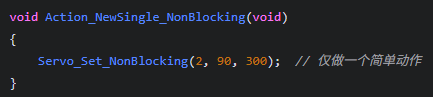 void Action_NewSingle_NonBlocking(void)
{
    Servo_Set_NonBlocking(2, 90, 300);  // 仅做一个简单动作
}